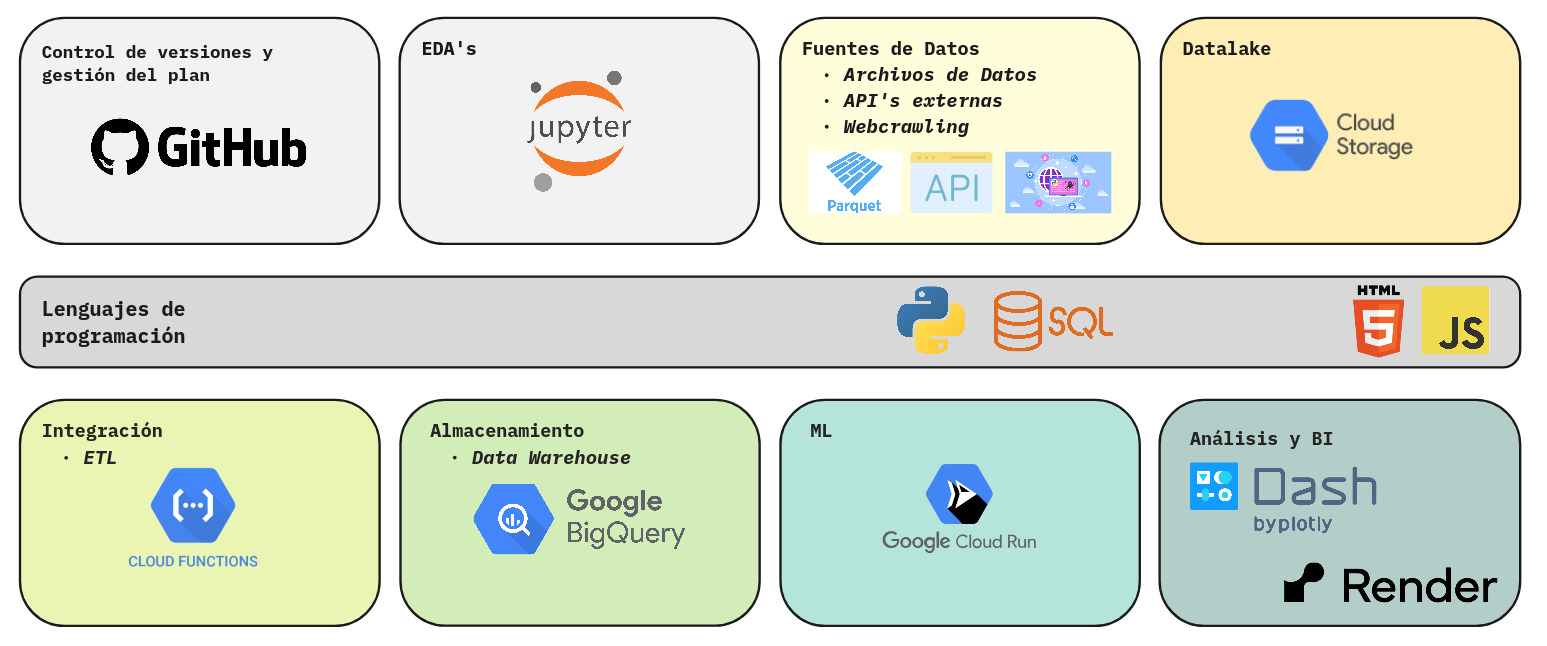 Control de versiones y
gestión del plan
GitHub
EDA's
jupyter
Fuentes de Datos
• Archivos de Datos
• API's externas
• Webcrawling
Parquet
API
Datalake
Cloud
Storage
Lenguajes de
programación
SQL
HTML
5
JS
Integración
• ETL
CLOUD FUNCTIONS
Almacenamiento
• Data Warehouse
Google
BigQuery
ML
Google Cloud Run
Análisis y BI
Dash
byplotly
Render